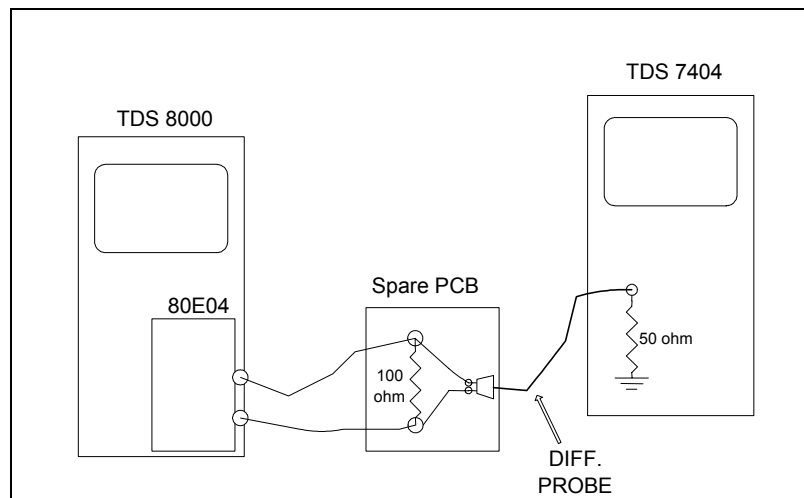 TDS 8000
TDS 7404
80E04
Spare PCB
100
ohm
50 ohm
DIFF.
PROBE